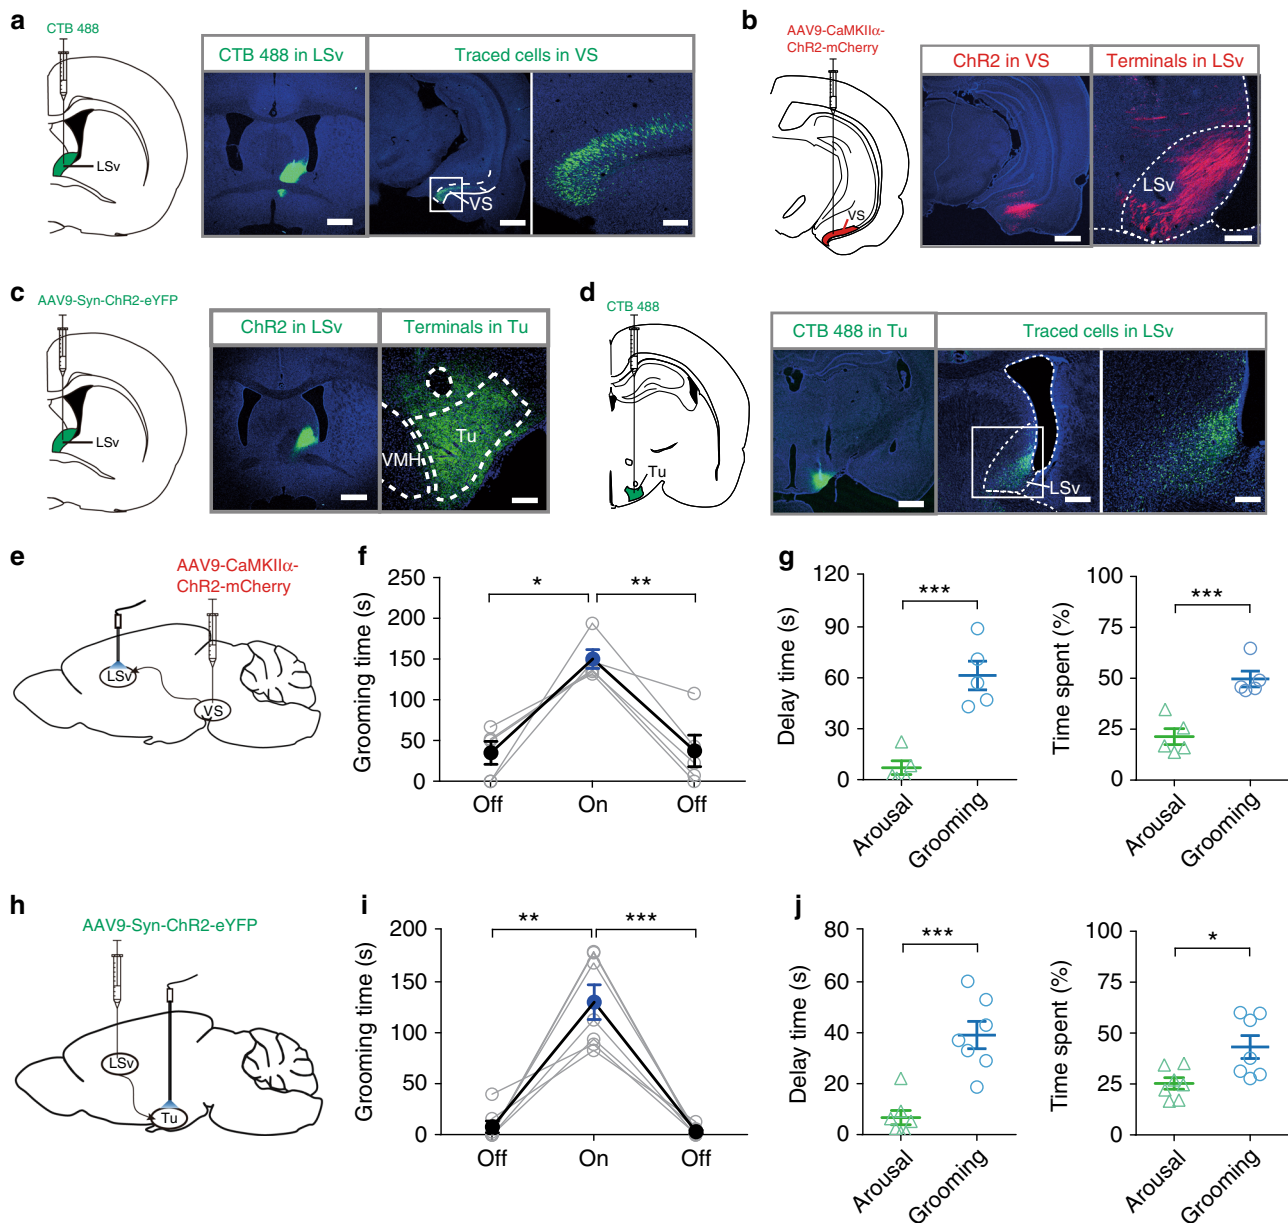 a
CTB 488
LSv
CTB 488 in LSv
Traced cells in VS
VS
b
AAV9-CaMKIIα-
ChR2-mCherry
VS
ChR2 in VS
Terminals in LSv
LSv
c
AAV9-Syn-ChR2-eYFP
LSv
ChR2 in LSv
Terminals in Tu
Tu
VMH
d
CTB 488
Tu
CTB 488 in Tu
Traced cells in LSv
LSv
e
AAV9-CaMKIIα-
ChR2-mCherry
LSv
VS
f
Grooming time (s)
250
200
150
100
50
0
* **
Off On Off
g
Delay time (s)
120
90
60
30
0
***
Arousal
Grooming
Time spent (%)
100
75
50
25
0
***
Arousal
Grooming
h
AAV9-Syn-ChR2-eYFP
LSv
Tu
i
Grooming time (s)
200
150
100
50
0
** ***
Off On Off
j
Delay time (s)
80
60
40
20
0
***
Arousal
Grooming
Time spent (%)
100
75
50
25
0
*
Arousal
Grooming